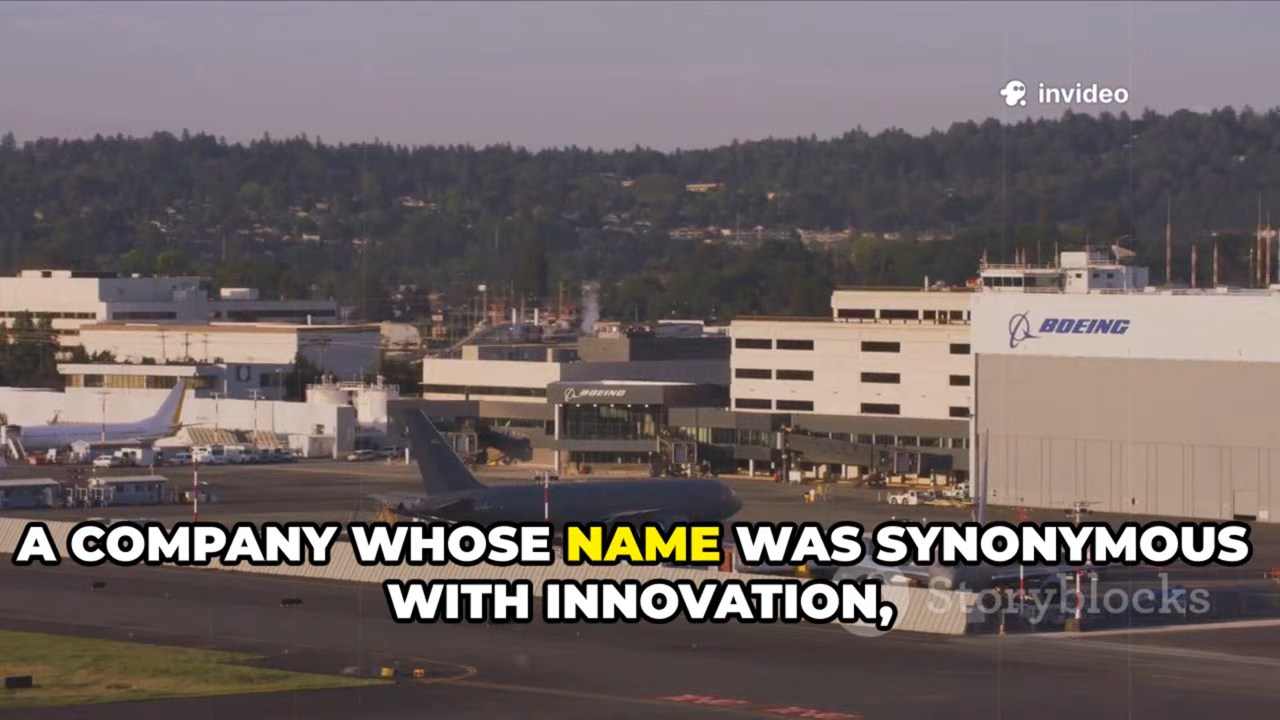 invideo
BOEING
BOEING
A COMPANY WHOSE NAME WAS SYNONYMOUS
WITH INNOVATION,
Storyblocks